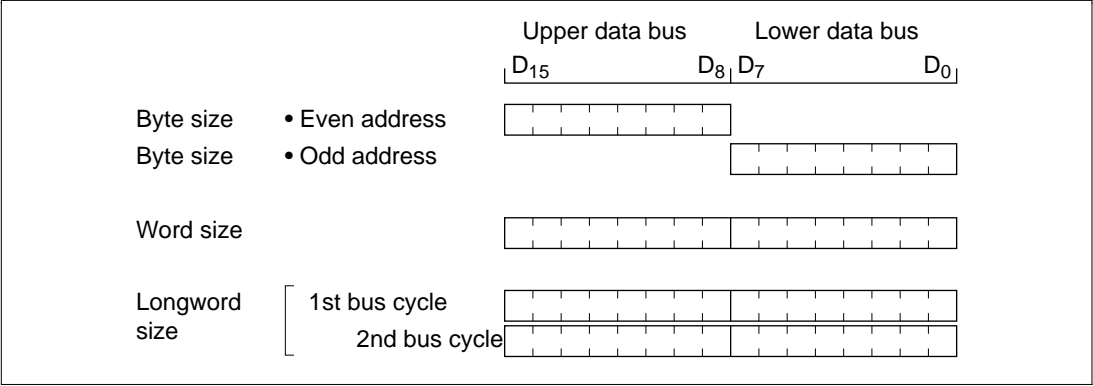 Upper data bus Lower data bus
D15 D8 D7 D0
Byte size • Even address
Byte size • Odd address
Word size
Longword size 1st bus cycle
2nd bus cycle